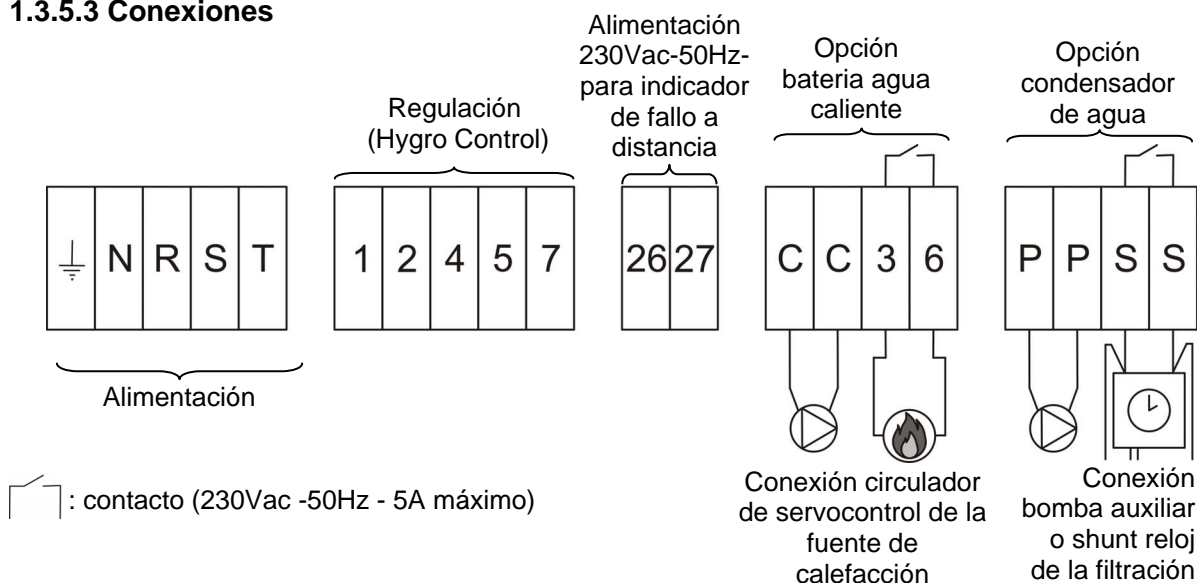 1.3.5.3 Conexiones
Alimentación
230Vac-50Hz-
para indicador
de fallo a
distancia
Opción
bateria agua
caliente
Opción
condensador
de agua
Regulación
(Hygro Control)
N R S T
1 2 4 5 7
26 27
C C 3 6
P P S S
Alimentación
: contacto (230Vac -50Hz - 5A máximo)
Conexión circulador
de servocontrol de la
fuente de
calefacción
Conexión
bomba auxiliar
o shunt reloj
de la filtración